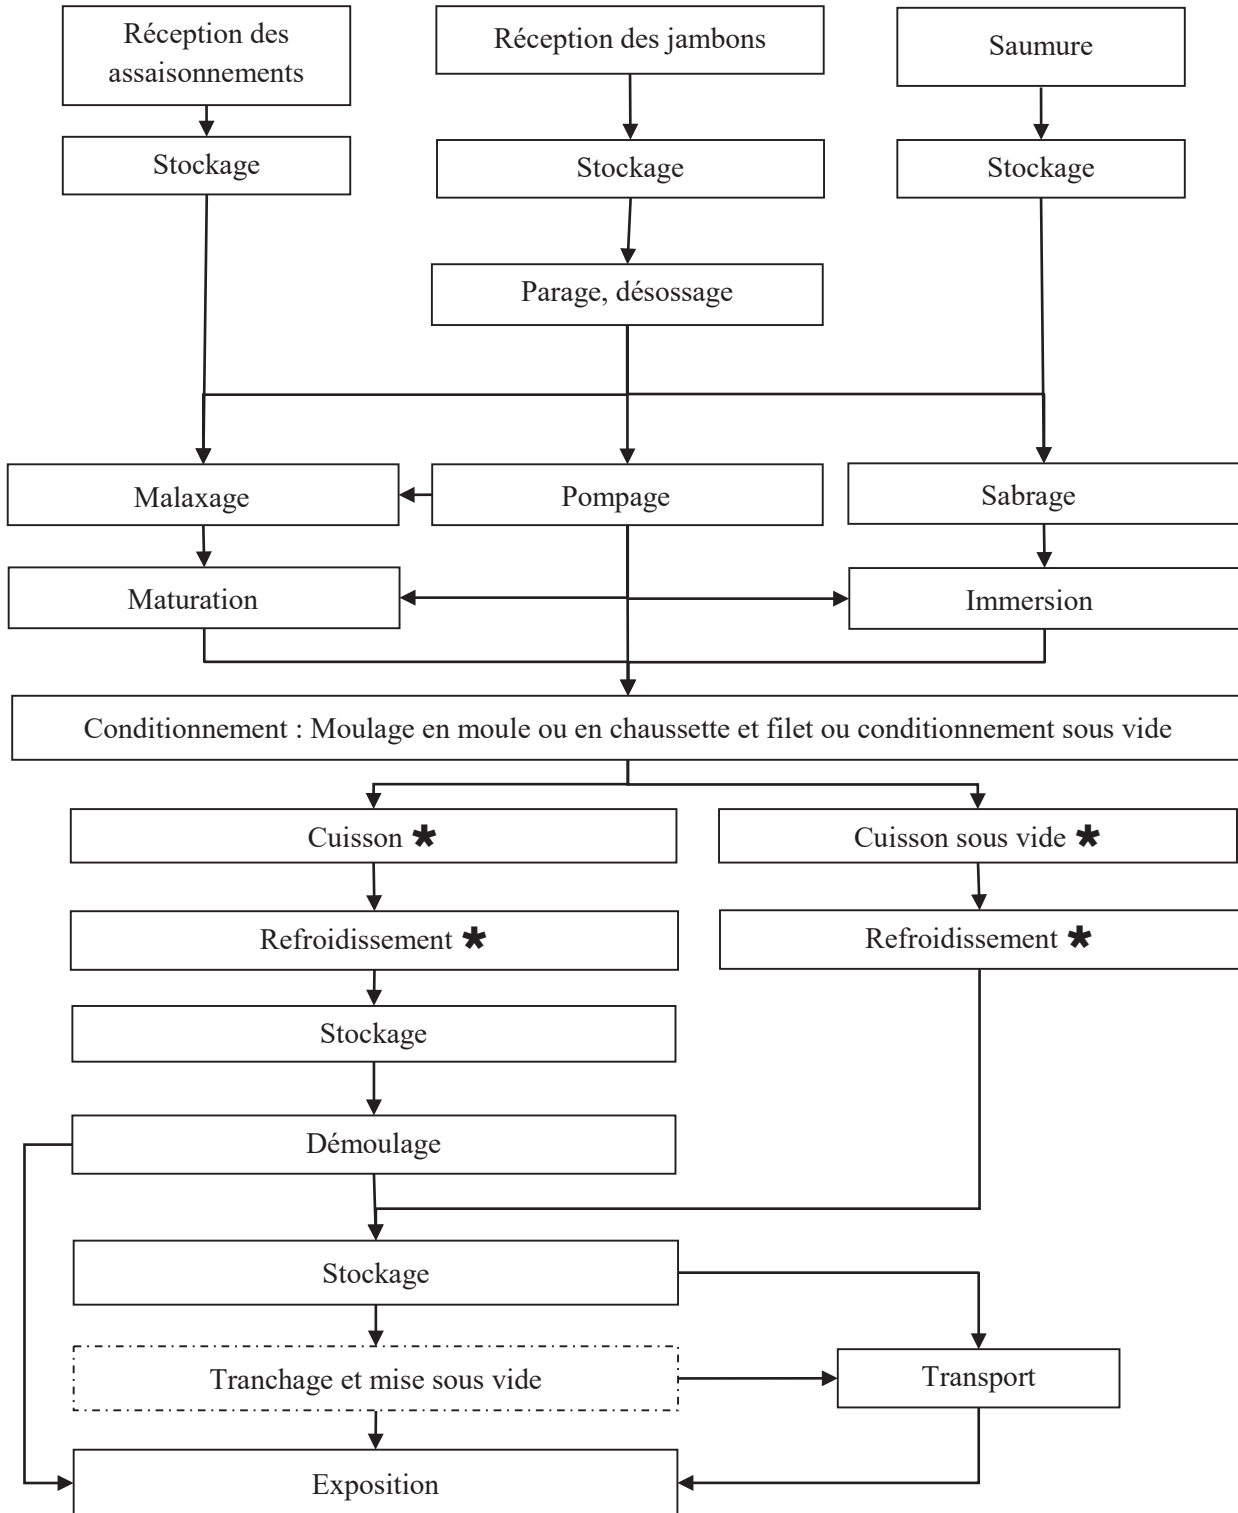 Réception des
assaisonnements
Réception des jambons
Saumure
Stockage
Stockage
Stockage
Parage, désossage
Malaxage
Pompage
Sabrage
Maturation
Immersion
Conditionnement : Moulage en moule ou en chaussette et filet ou conditionnement sous vide
Cuisson *
Cuisson sous vide *
Refroidissement *
Refroidissement *
Stockage
Démoulage
Stockage
Tranchage et mise sous vide
Transport
Exposition